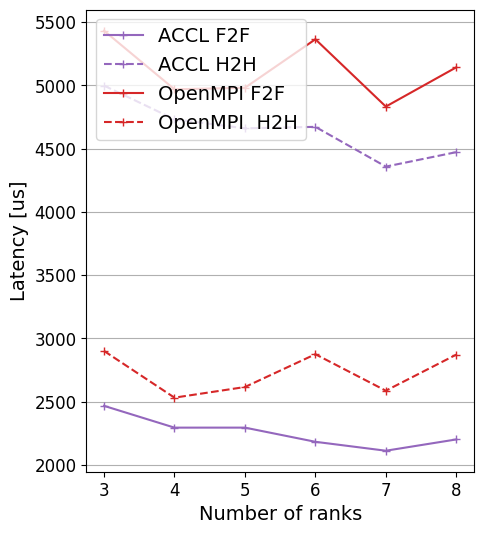 ACCL F2F
ACCL H2H
OpenMPI F2F
OpenMPI  H2H
5500
5000
4500
4000
3500
3000
2500
2000
Latency [us]
3 4 5 6 7 8
Number of ranks